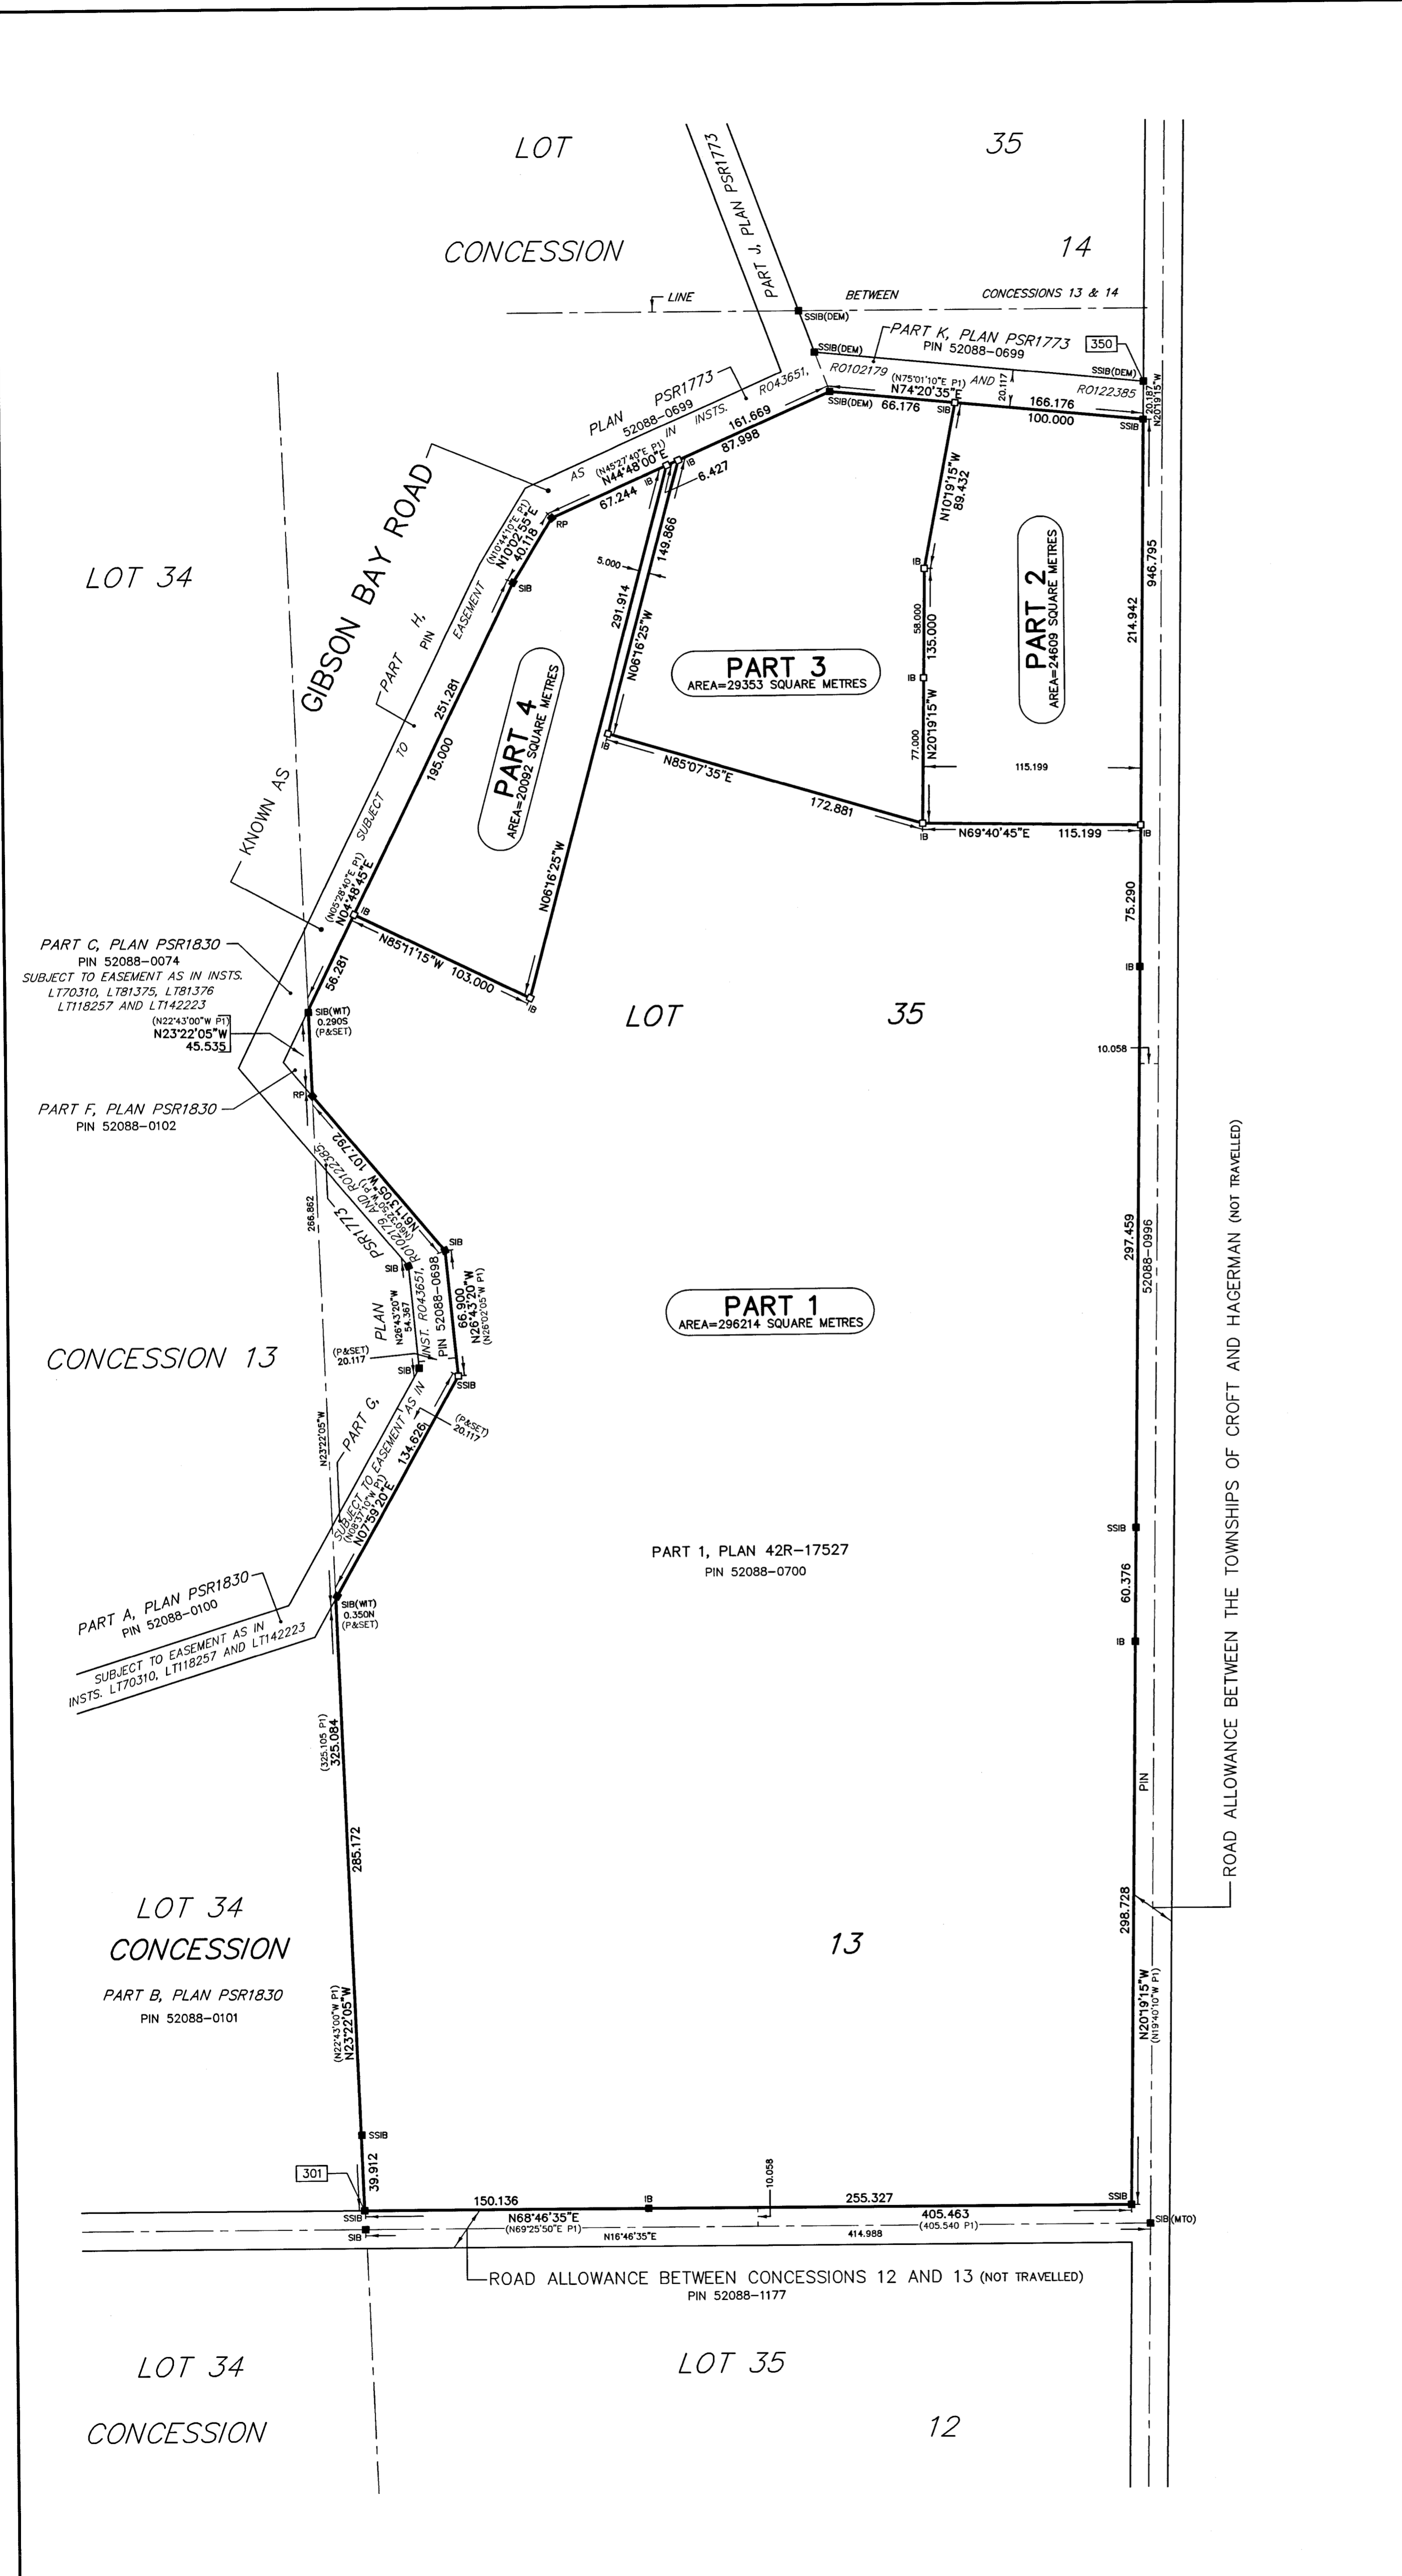 LOT
35
CONCESSION
14
PART J, PLAN PSR1773
LINE
BETWEEN
CONCESSIONS 13 & 14
SSIB(DEM)
SSIB(DEM)
PART K, PLAN PSR1773
PIN 52088-0699
350
SSIB(DEM)
20.187
N20°19'15"W
PLAN PSR1773
52088-0699
AS IN INSTS. RO43651, RO102179 AND RO122385
(N75°01'10"E P1)
N74°20'35"E
20.117
166.176
SSIB(DEM)
66.176
SIB
100.000
SSIB
161.669
87.998
(N45°27'40"E P1)
N44°48'00"E
67.244
IB
IB
6.427
RP
(N10°44'10"E P1)
N10°02'55"E
40.118
SIB
N10°19'15"W
89.432
946.795
GIBSON BAY ROAD
LOT 34
PART H,
PIN
EASEMENT
TO
SUBJECT
5.000
149.866
291.914
N06°16'25"W
IB
58.000
135.000
IB
PART 2
AREA=24609 SQUARE METRES
214.942
PART 3
AREA=29353 SQUARE METRES
251.281
195.000
PART 4
AREA=20092 SQUARE METRES
IB
N85°07'35"E
172.881
77.000
N20°19'15"W
115.199
IB
N69°40'45"E
115.199
IB
KNOWN AS
N06°16'25"W
(N05°28'40"E P1)
N04°48'45"E
IB
N85°11'15"W
103.000
IB
56.281
75.290
IB
PART C, PLAN PSR1830
PIN 52088-0074
SUBJECT TO EASEMENT AS IN INSTS.
LT70310, LT81375, LT81376
LT118257 AND LT142223
(N22°43'00"W P1)
N23°22'05"W
45.535
SIB(WIT)
0.290S
(P&SET)
LOT
35
10.058
RP
PART F, PLAN PSR1830
PIN 52088-0102
107.792
N61°13'05"W
(N60°32'50"W P1)
RO102179 AND RO122385.
PSR1773
266.862
SIB
SIB
297.459
52088-0996
PLAN
N26°43'20"W
54.367
INST. RO43651,
PIN 52088-0698
66.900
N26°43'20"W
(N26°02'05"W P1)
PART 1
AREA=296214 SQUARE METRES
CONCESSION 13
(P&SET)
20.117
SIB
SSIB
PART G,
SUBJECT TO EASEMENT AS IN
(P&SET)
20.117
N23°22'05"W
134.626
(N08°37'10"W P1)
N07°59'20"E
SSIB
PART 1, PLAN 42R-17527
PIN 52088-0700
60.376
IB
PART A, PLAN PSR1830
PIN 52088-0100
SUBJECT TO EASEMENT AS IN
INSTS. LT70310, LT118257 AND LT142223
SIB(WIT)
0.350N
(P&SET)
ROAD ALLOWANCE BETWEEN THE TOWNSHIPS OF CROFT AND HAGERMAN (NOT TRAVELLED)
(325.105 P1)
325.084
PIN
285.172
298.728
LOT 34
CONCESSION
13
PART B, PLAN PSR1830
PIN 52088-0101
(N22°43'00"W P1)
N23°22'05"W
N20°19'15"W
(N19°40'10"W P1)
SSIB
39.912
301
150.136
IB
10.058
255.327
SSIB
SSIB
N68°46'35"E
405.463
SIB
(N69°25'50"E P1)
N16°46'35"E
414.988
(405.540 P1)
SIB(MTO)
ROAD ALLOWANCE BETWEEN CONCESSIONS 12 AND 13 (NOT TRAVELLED)
PIN 52088-1177
LOT 34
LOT 35
CONCESSION
12